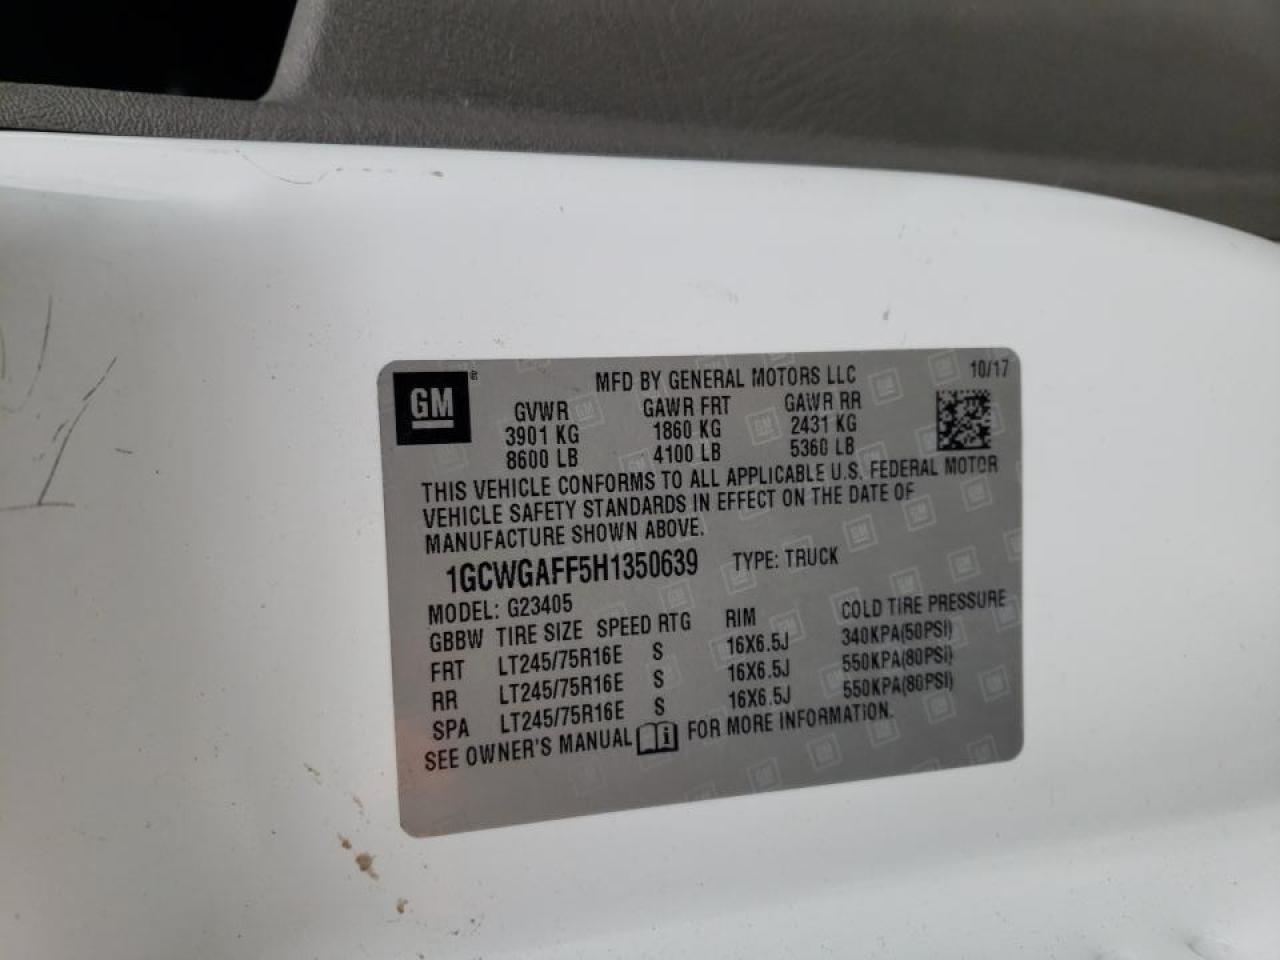 GM ®
MFD BY GENERAL MOTORS LLC 10/17
GVWR GAWR FRT GAWR RR
3901 KG 1860 KG 2431 KG
8600 LB 4100 LB 5360 LB
THIS VEHICLE CONFORMS TO ALL APPLICABLE U.S. FEDERAL MOTOR
VEHICLE SAFETY STANDARDS IN EFFECT ON THE DATE OF
MANUFACTURE SHOWN ABOVE.
1GCWGAFF5H1350639 TYPE: TRUCK
MODEL: G23405
GBBW TIRE SIZE SPEED RTG RIM COLD TIRE PRESSURE
FRT LT245/75R16E S 16X6.5J 340KPA(50PSI)
RR LT245/75R16E S 16X6.5J 550KPA(80PSI)
SPA LT245/75R16E S 16X6.5J 550KPA(80PSI)
SEE OWNER'S MANUAL i FOR MORE INFORMATION.